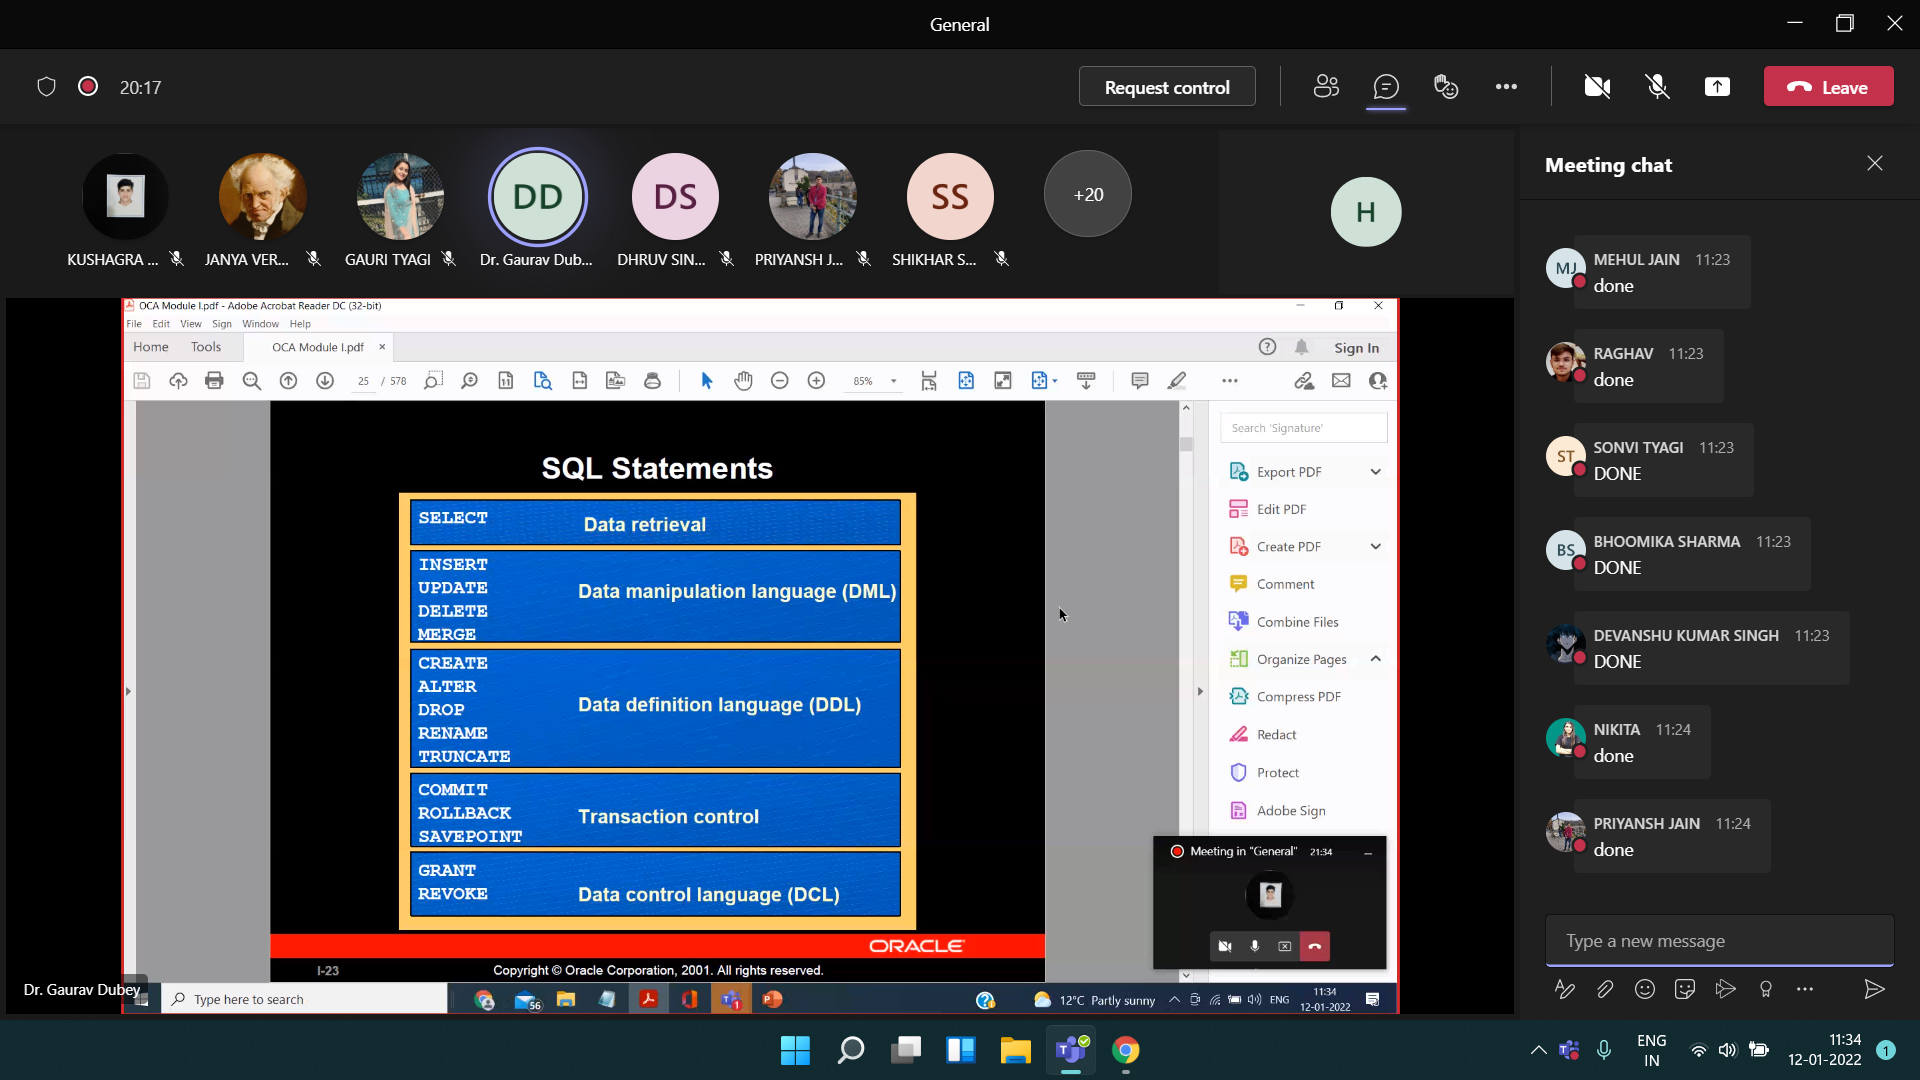 General
20:17
Request control
Leave
KUSHAGRA ...
JANYA VER...
GAURI TYAGI
DD
Dr. Gaurav Dub...
DS
DHRUV SIN...
PRIYANSH J...
SS
SHIKHAR S...
+20
H
OCA Module I.pdf - Adobe Acrobat Reader DC (32-bit)
File Edit View Sign Window Help
Home Tools OCA Module I.pdf × Sign In
25 / 578 85%
SQL Statements
SELECT Data retrieval
INSERT
UPDATE
DELETE
MERGE
Data manipulation language (DML)
CREATE
ALTER
DROP
RENAME
TRUNCATE
Data definition language (DDL)
COMMIT
ROLLBACK
SAVEPOINT
Transaction control
GRANT
REVOKE
Data control language (DCL)
ORACLE
I-23 Copyright © Oracle Corporation, 2001. All rights reserved.
Search 'Signature'
Export PDF
Edit PDF
Create PDF
Comment
Combine Files
Organize Pages
Compress PDF
Redact
Protect
Adobe Sign
Meeting in "General" 21:34
Dr. Gaurav Dubey
Type here to search
56
1
12°C Partly sunny
ENG
11:34
12-01-2022
Meeting chat
MJ
MEHUL JAIN 11:23
done
RAGHAV 11:23
done
ST
SONVI TYAGI 11:23
DONE
BS
BHOOMIKA SHARMA 11:23
DONE
DEVANSHU KUMAR SINGH 11:23
DONE
NIKITA 11:24
done
PRIYANSH JAIN 11:24
done
Type a new message
ENG
IN
11:34
12-01-2022
1